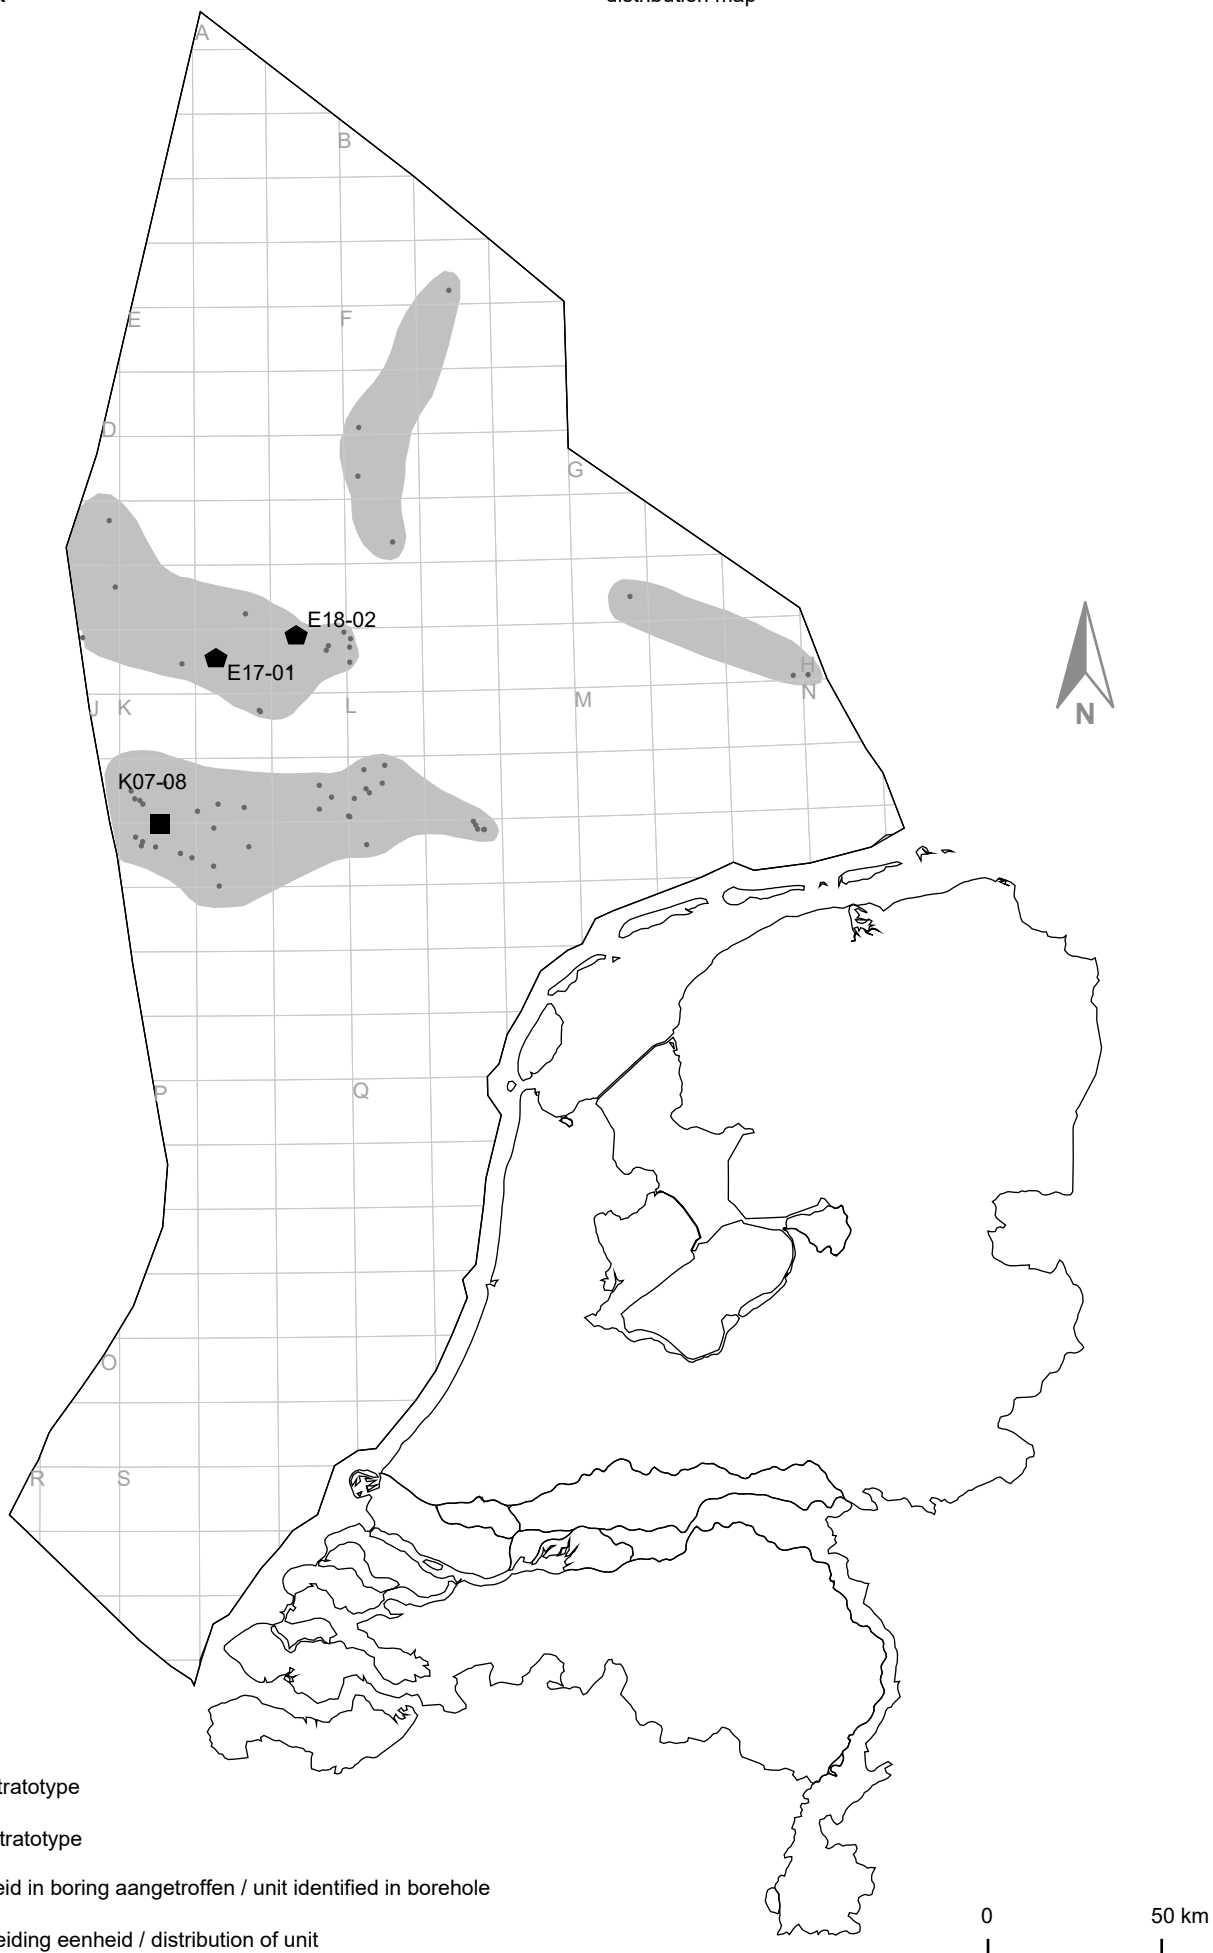 distribution map
A
B
E
F
D
G
E18-02
E17-01
H
N
J K
L
M
N
K07-08
P
Q
O
R
S
tratotype
tratotype
eid in boring aangetroffen / unit identified in borehole
eiding eenheid / distribution of unit
0
50 km